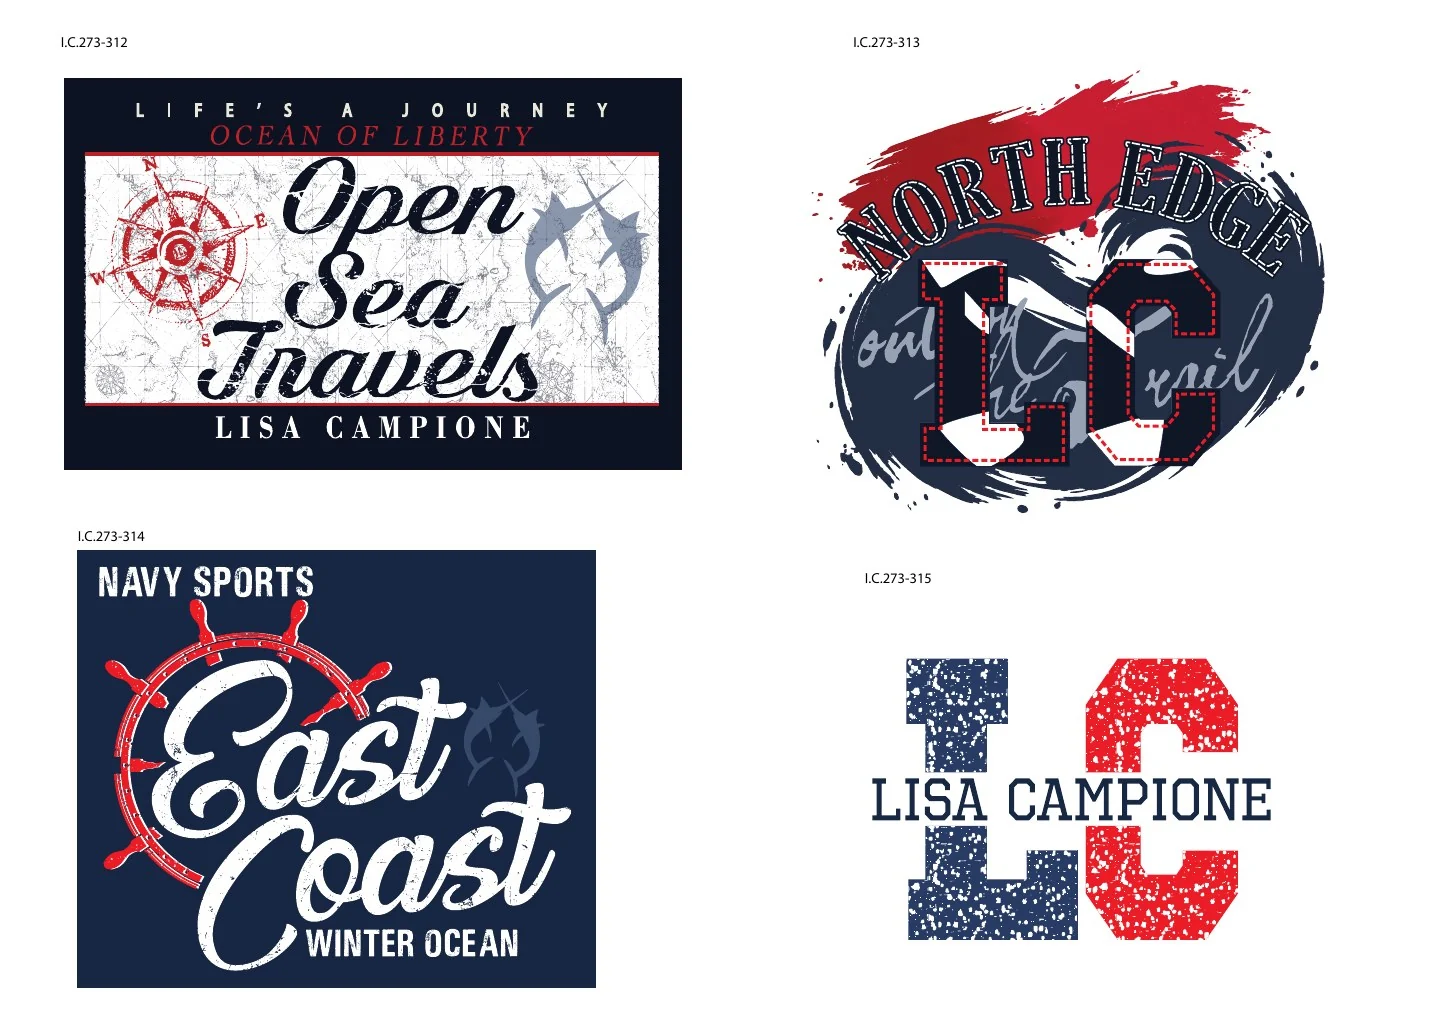 I.C.273-312
LIFE'S A JOURNEY
OCEAN OF LIBERTY
N
E
W
S
Open
Sea
Travels
LISA CAMPIONE
I.C.273-313
NORTH EDGE
LC
I.C.273-314
NAVY SPORTS
East
Coast
WINTER OCEAN
I.C.273-315
LC
LISA CAMPIONE